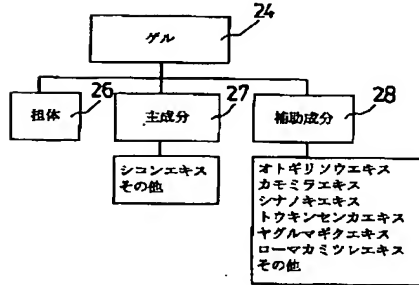 ゲル
24
担体
26
主成分
27
補助成分
28
シコンエキス
その他
オトギリソウエキス
カモミラエキス
シナノキエキス
トウキンセンカエキス
ヤグルマギクエキス
ローマカミツレエキス
その他